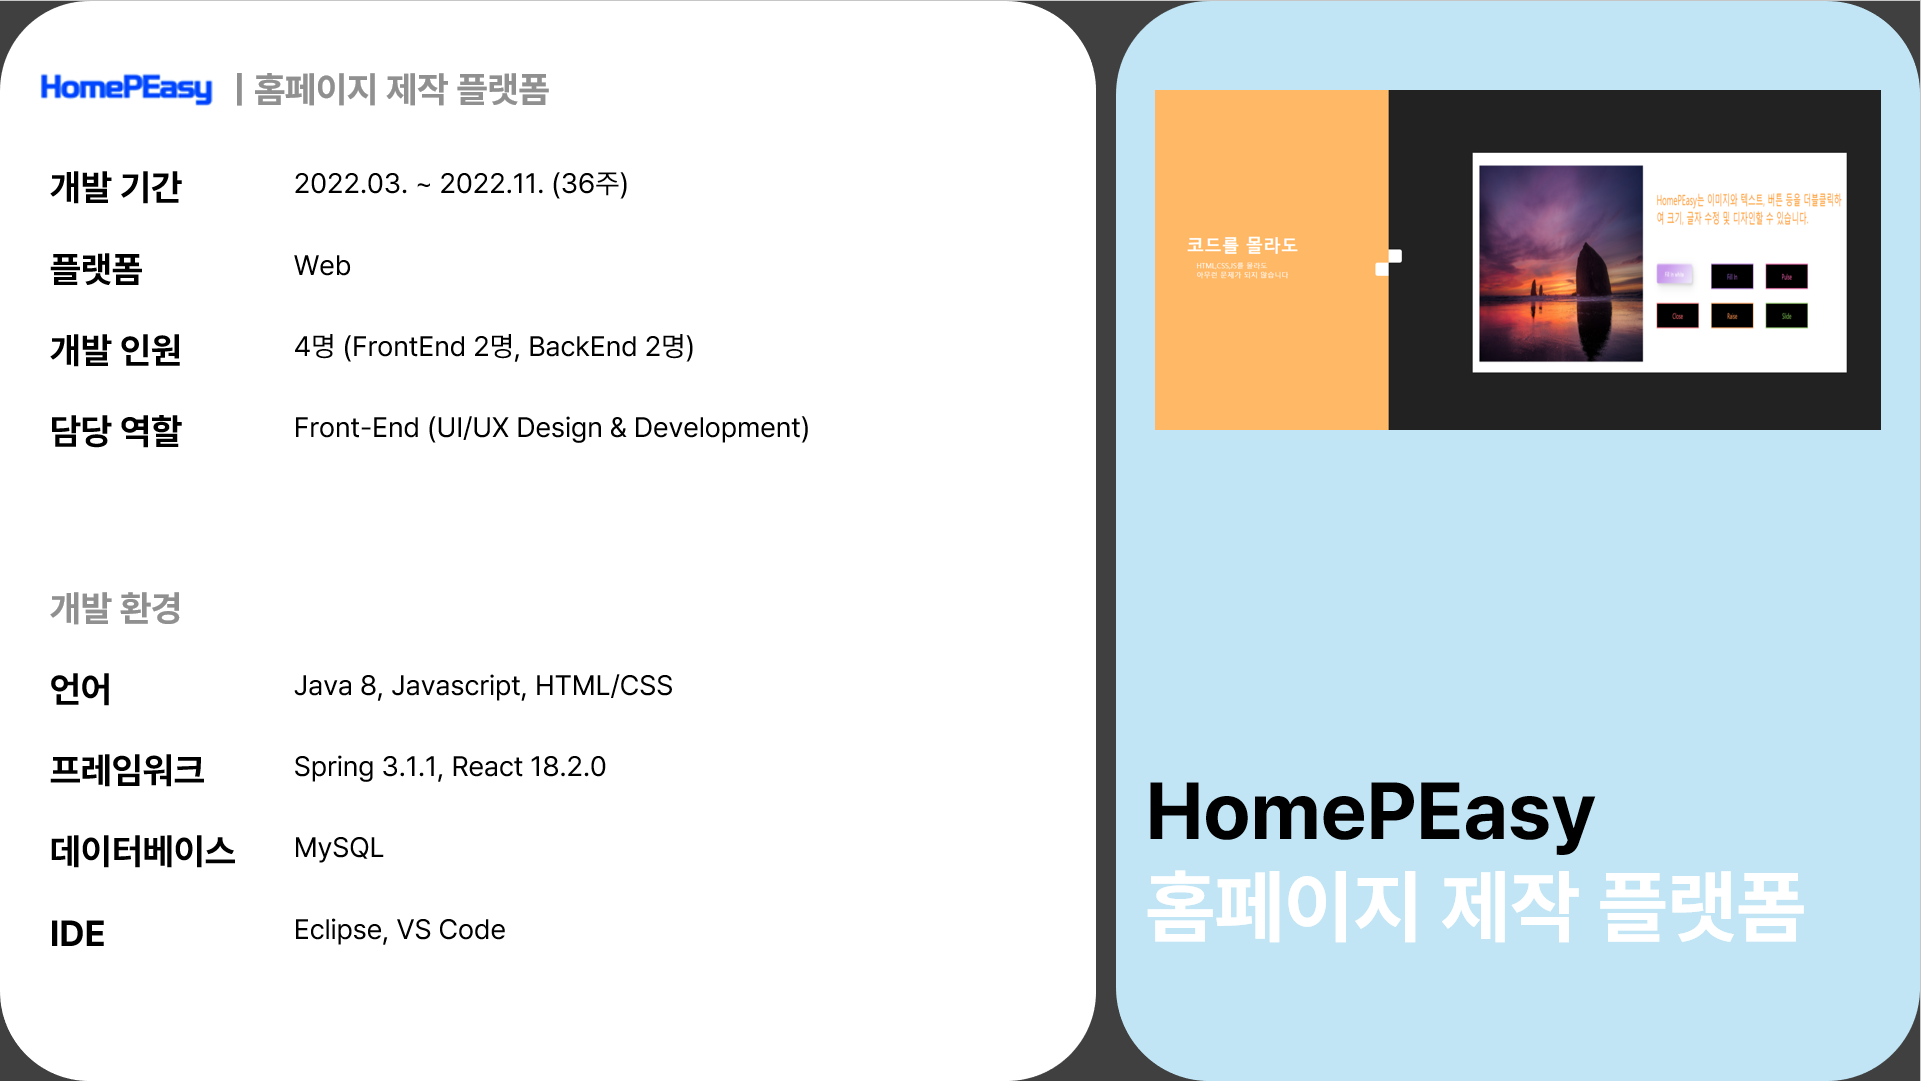 HomePEasy | 홈페이지 제작 플랫폼
개발 기간 2022.03. ~ 2022.11. (36주)
플랫폼 Web
개발 인원 4명 (FrontEnd 2명, BackEnd 2명)
담당 역할 Front-End (UI/UX Design & Development)
개발 환경
언어 Java 8, Javascript, HTML/CSS
프레임워크 Spring 3.1.1, React 18.2.0
데이터베이스 MySQL
IDE Eclipse, VS Code
코드를 몰라도
HTML,CSS,JS를 몰라도
아무런 문제가 되지 않습니다
HomePEasy는 이미지와 텍스트, 버튼 등을 더블클릭하
여 크기, 글자 수정 및 디자인할 수 있습니다.
Fill In Pulse
Close Raise Slide
HomePEasy
홈페이지 제작 플랫폼